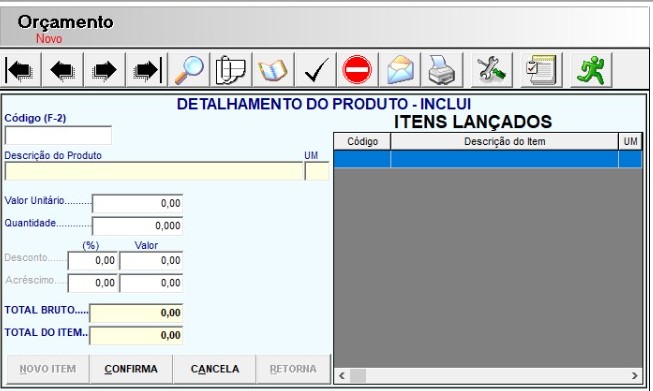 Orçamento
Novo
DETALHAMENTO DO PRODUTO - INCLUI
Código (F-2)
Descrição do Produto UM
Valor Unitário......... 0,00
Quantidade............ 0,000
(%) Valor
Desconto...... 0,00 0,00
Acréscimo.... 0,00 0,00
TOTAL BRUTO..... 0,00
TOTAL DO ITEM.. 0,00
NOVO ITEM CONFIRMA CANCELA RETORNA
ITENS LANÇADOS
Código Descrição do Item UM